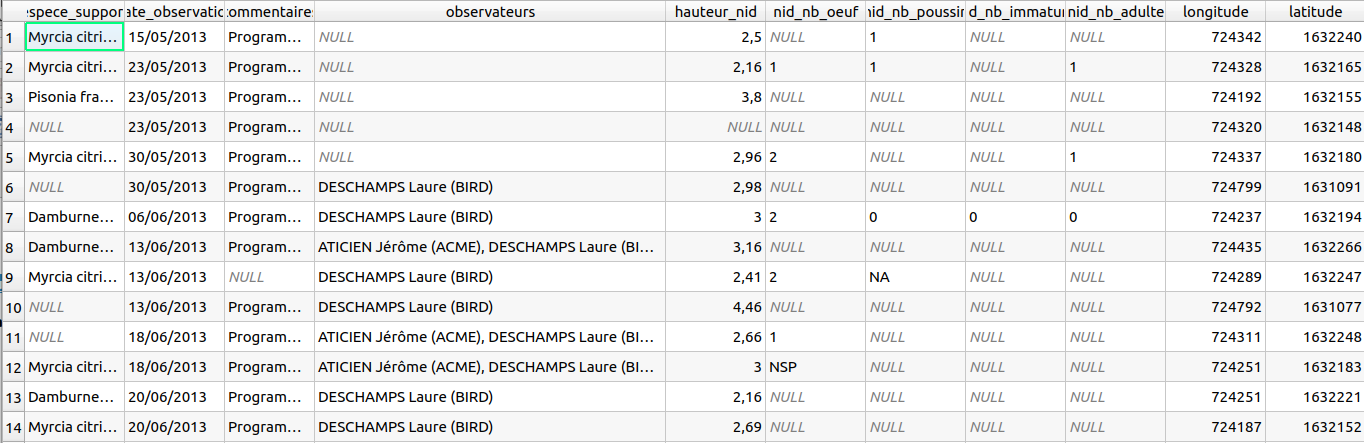 espece_suppor ate_observatio commentaires observateurs hauteur_nid nid_nb_oeuf nid_nb_poussin d_nb_immatur nid_nb_adulte longitude latitude
1 Myrcia citri… 15/05/2013 Program… NULL 2,5 NULL 1 NULL NULL 724342 1632240
2 Myrcia citri… 23/05/2013 Program… NULL 2,16 1 1 NULL 1 724328 1632165
3 Pisonia fra… 23/05/2013 Program… NULL 3,8 NULL NULL NULL NULL 724192 1632155
4 NULL 23/05/2013 Program… NULL NULL NULL NULL NULL NULL 724320 1632148
5 Myrcia citri… 30/05/2013 Program… NULL 2,96 2 NULL NULL 1 724337 1632180
6 NULL 30/05/2013 Program… DESCHAMPS Laure (BIRD) 2,98 NULL NULL NULL NULL 724799 1631091
7 Damburne… 06/06/2013 Program… DESCHAMPS Laure (BIRD) 3 2 0 0 0 724237 1632194
8 Damburne… 13/06/2013 Program… ATICIEN Jérôme (ACME), DESCHAMPS Laure (BI… 3,16 NULL NULL NULL NULL 724435 1632266
9 Myrcia citri… 13/06/2013 NULL DESCHAMPS Laure (BIRD) 2,41 2 NA NULL NULL 724289 1632247
10 NULL 13/06/2013 Program… DESCHAMPS Laure (BIRD) 4,46 NULL NULL NULL NULL 724792 1631077
11 NULL 18/06/2013 Program… ATICIEN Jérôme (ACME), DESCHAMPS Laure (BI… 2,66 1 NULL NULL NULL 724311 1632248
12 Myrcia citri… 18/06/2013 Program… ATICIEN Jérôme (ACME), DESCHAMPS Laure (BI… 3 NSP NULL NULL NULL 724251 1632183
13 Damburne… 20/06/2013 Program… DESCHAMPS Laure (BIRD) 2,16 NULL NULL NULL NULL 724251 1632221
14 Myrcia citri… 20/06/2013 Program… DESCHAMPS Laure (BIRD) 2,69 NULL NULL NULL NULL 724187 1632152